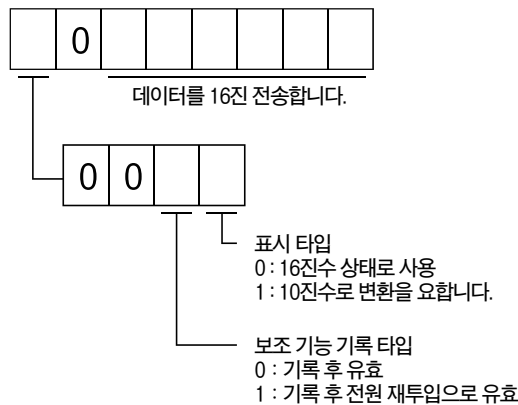 0
데이터를 16진 전송합니다.
0 0
표시 타입
0 : 16진수 상태로 사용
1 : 10진수로 변환을 요합니다.
보조 기능 기록 타입
0 : 기록 후 유효
1 : 기록 후 전원 재투입으로 유효